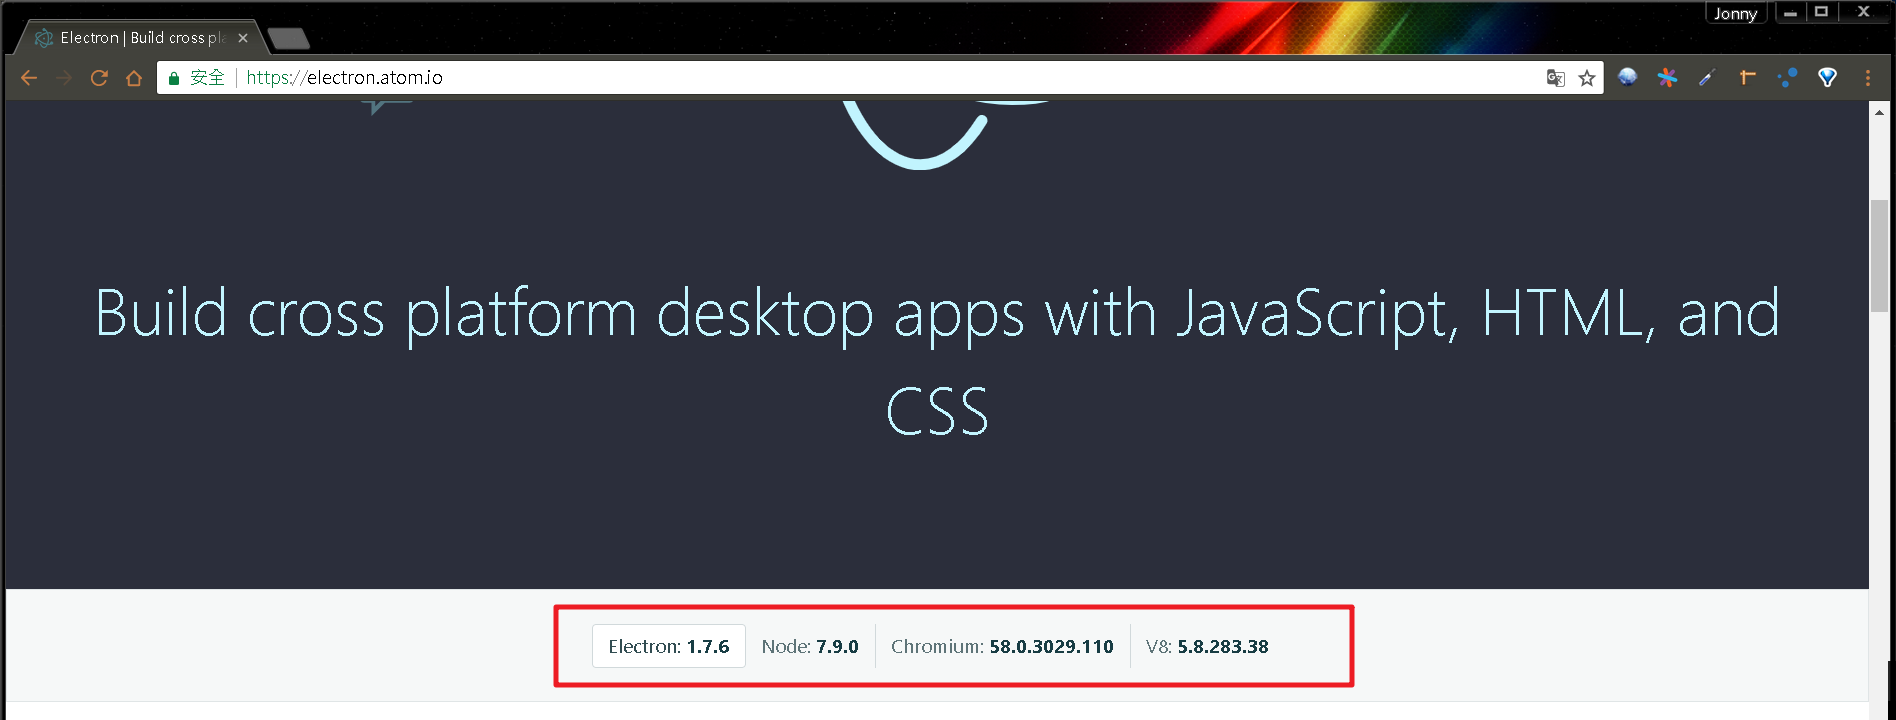 Jonny
Electron | Build cross pla
安全 https://electron.atom.io
Build cross platform desktop apps with JavaScript, HTML, and
CSS
Electron: 1.7.6 Node: 7.9.0 Chromium: 58.0.3029.110 V8: 5.8.283.38